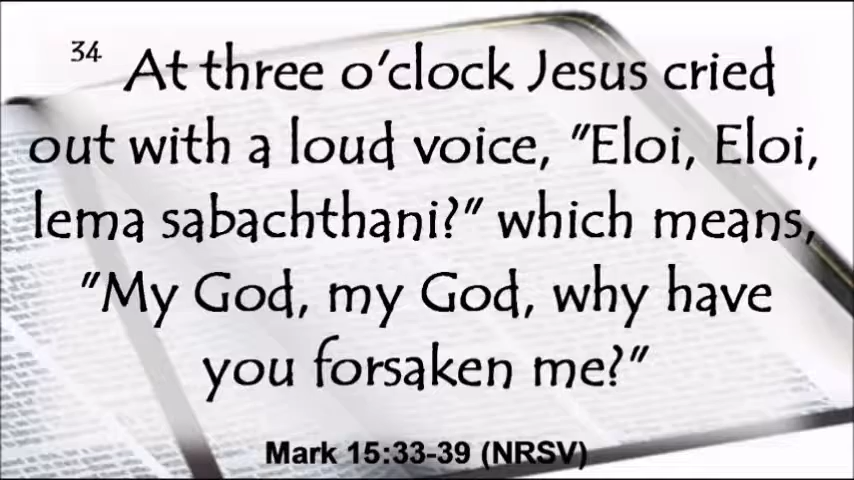 34 At three o'clock Jesus cried
out with a loud voice, "Eloi, Eloi,
lema sabachthani?" which means,
"My God, my God, why have
you forsaken me?"
Mark 15:33-39 (NRSV)